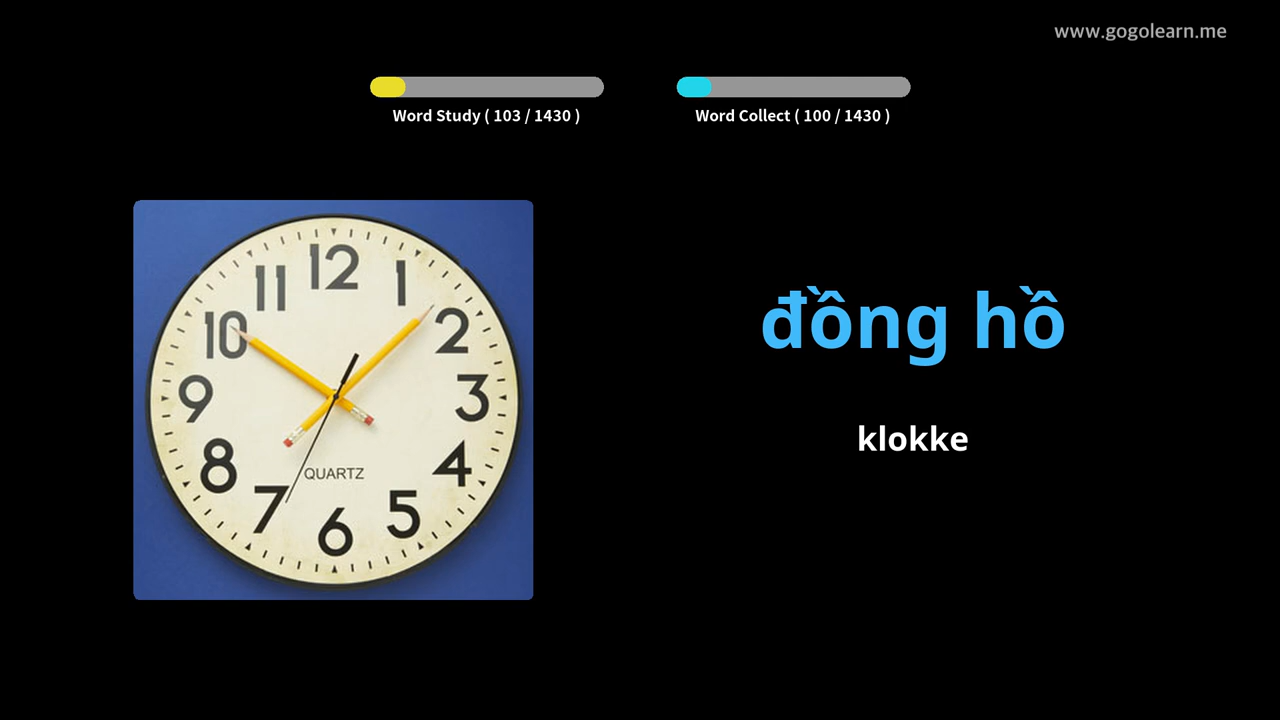 www.gogolearn.me
Word Study ( 103 / 1430 )
Word Collect ( 100 / 1430 )
12
11
1
10
2
9
3
8
4
7
5
6
QUARTZ
đồng hồ
klokke